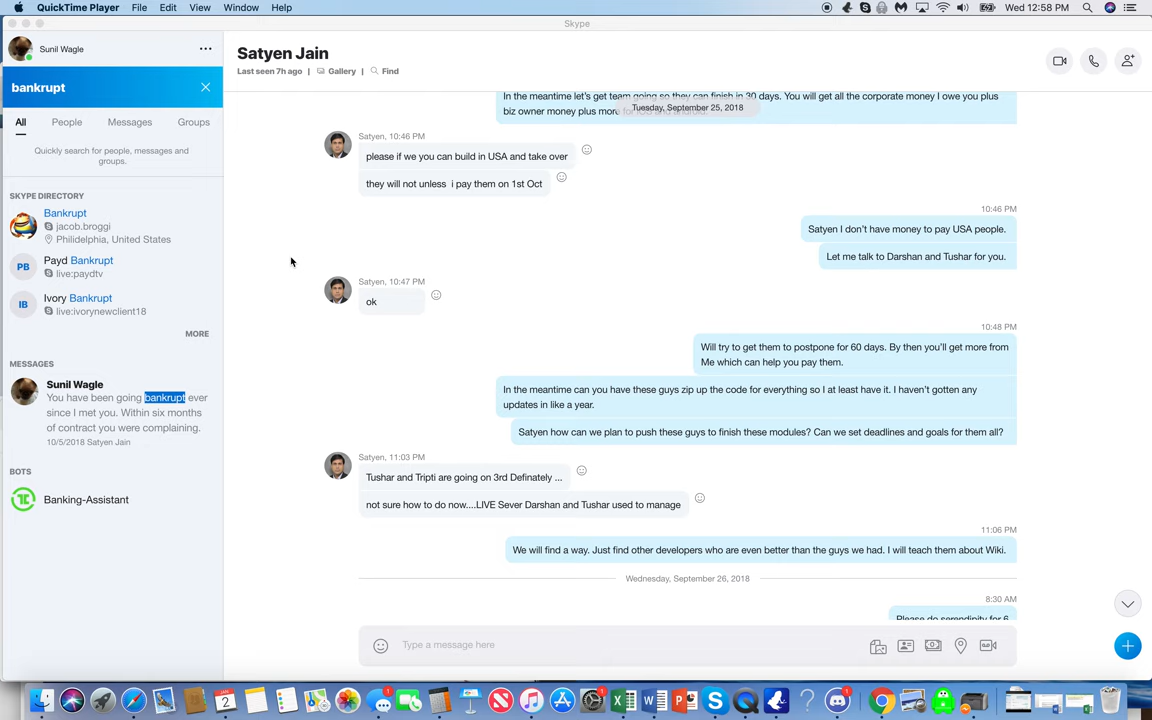 QuickTime Player File Edit View Window Help
Wed 12:58 PM
Skype
Sunil Wagle
bankrupt
All People Messages Groups
Quickly search for people, messages and
groups.
SKYPE DIRECTORY
Bankrupt
jacob.broggi
Philidelphia, United States
PB
Payd Bankrupt
live:paydtv
IB
Ivory Bankrupt
live:ivorynewclient18
MORE
MESSAGES
Sunil Wagle
You have been going bankrupt ever
since I met you. Within six months
of contract you were complaining.
10/5/2018 Satyen Jain
BOTS
Banking-Assistant
Satyen Jain
Last seen 7h ago | Gallery | Find
In the meantime let's get team going so they can finish in 30 days. You will get all the corporate money I owe you plus
Tuesday, September 25, 2018
biz owner money plus more
Satyen, 10:46 PM
please if we you can build in USA and take over
they will not unless i pay them on 1st Oct
10:46 PM
Satyen I don't have money to pay USA people.
Let me talk to Darshan and Tushar for you.
Satyen, 10:47 PM
ok
10:48 PM
Will try to get them to postpone for 60 days. By then you'll get more from
Me which can help you pay them.
In the meantime can you have these guys zip up the code for everything so I at least have it. I haven't gotten any
updates in like a year.
Satyen how can we plan to push these guys to finish these modules? Can we set deadlines and goals for them all?
Satyen, 11:03 PM
Tushar and Tripti are going on 3rd Definately ...
not sure how to do now....LIVE Sever Darshan and Tushar used to manage
11:06 PM
We will find a way. Just find other developers who are even better than the guys we had. I will teach them about Wiki.
Wednesday, September 26, 2018
8:30 AM
Please do serendipity for 6
Type a message here